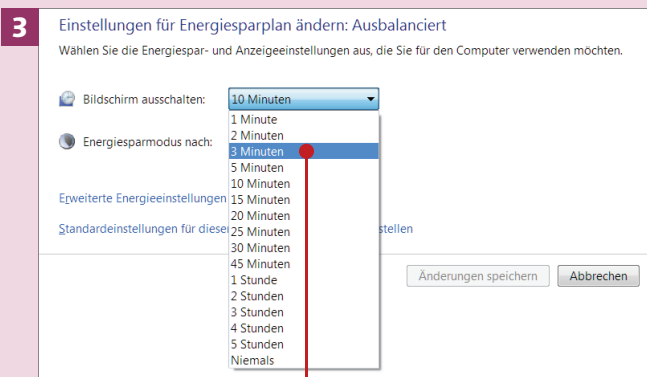 3
Einstellungen für Energiesparplan ändern: Ausbalanciert
Wählen Sie die Energiespar- und Anzeigeeinstellungen aus, die Sie für den Computer verwenden möchten.
Bildschirm ausschalten: 10 Minuten
Energiesparmodus nach:
1 Minute
2 Minuten
3 Minuten
5 Minuten
10 Minuten
15 Minuten
20 Minuten
25 Minuten
30 Minuten
45 Minuten
1 Stunde
2 Stunden
3 Stunden
4 Stunden
5 Stunden
Niemals
Erweiterte Energieeinstellungen
Standardeinstellungen für diese stellen
Änderungen speichern Abbrechen